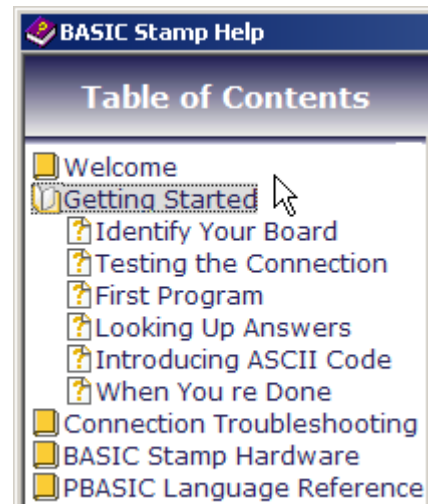 BASIC Stamp Help
Table of Contents
Welcome
Getting Started
Identify Your Board
Testing the Connection
First Program
Looking Up Answers
Introducing ASCII Code
When You re Done
Connection Troubleshooting
BASIC Stamp Hardware
PBASIC Language Reference